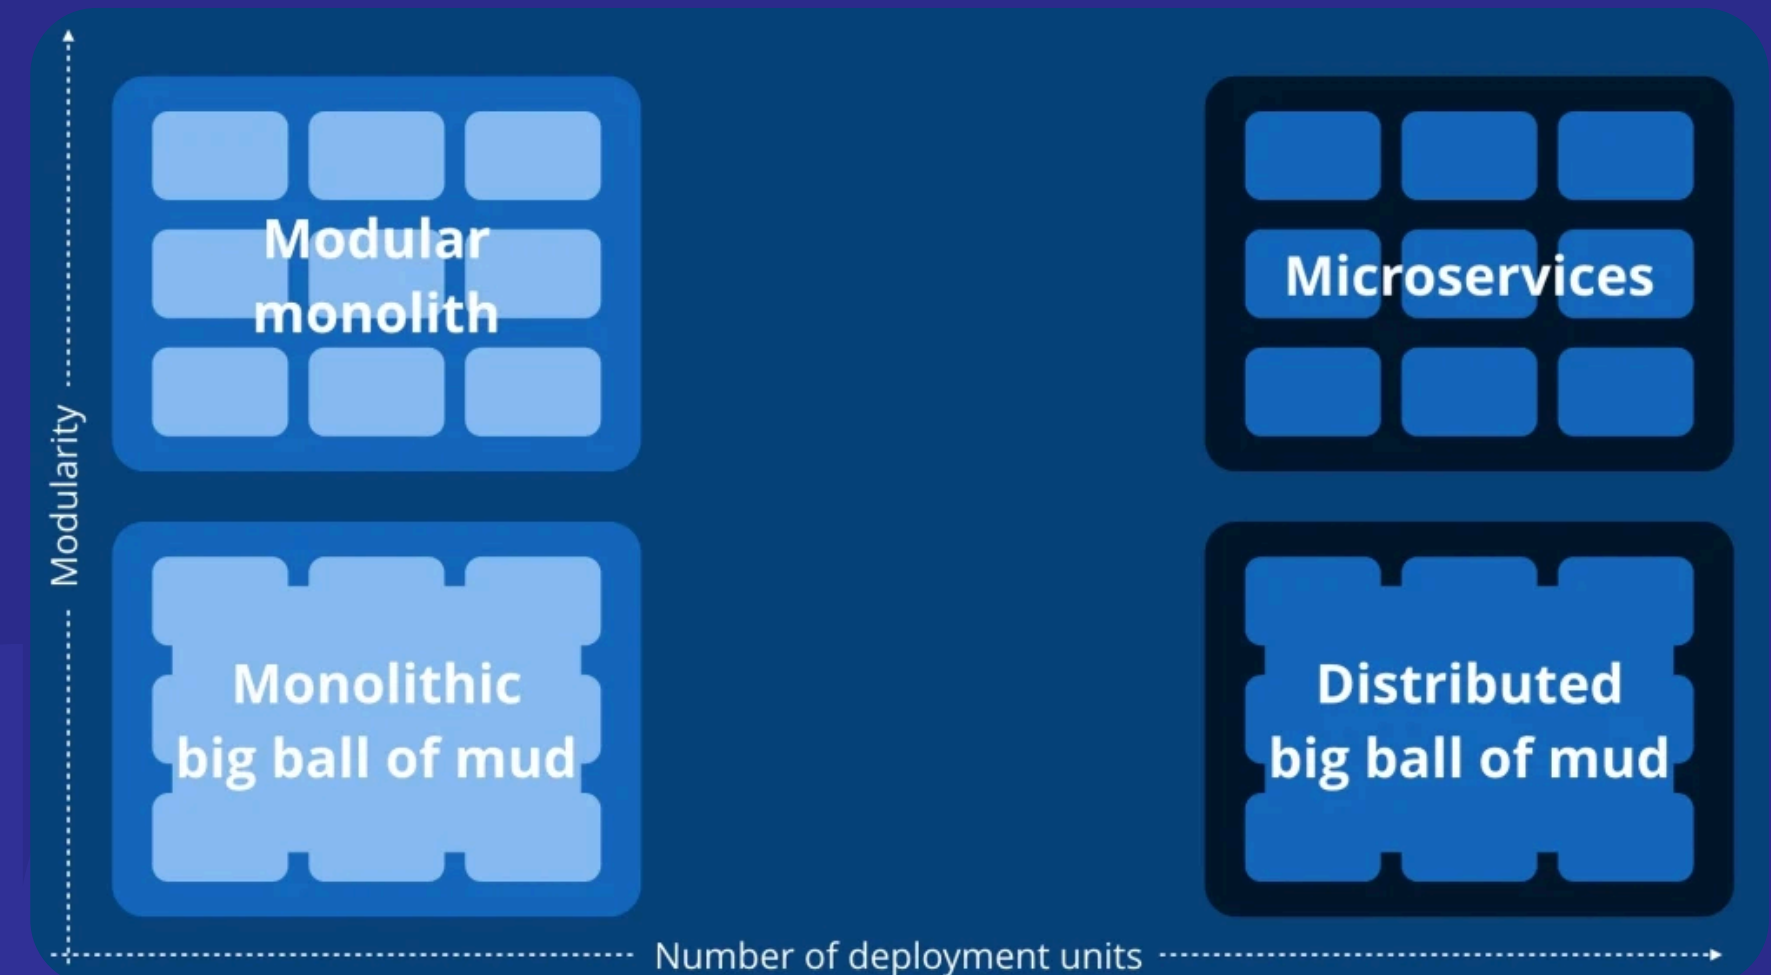 Modular
monolith
Microservices
Modularity
Monolithic
big ball of mud
Distributed
big ball of mud
Number of deployment units